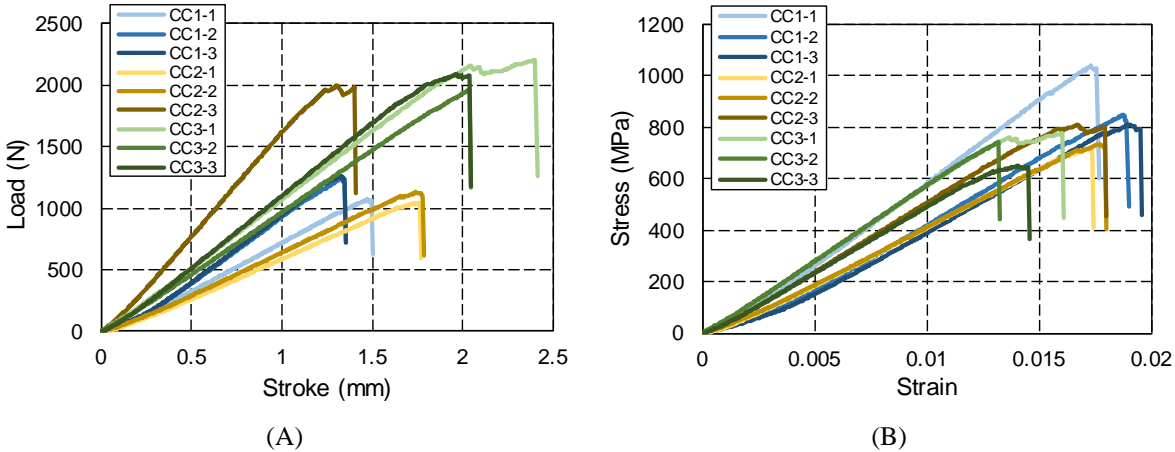 2500
2000
1500
1000
500
0
Load (N)
0 0.5 1 1.5 2 2.5
Stroke (mm)
CC1-1
CC1-2
CC1-3
CC2-1
CC2-2
CC2-3
CC3-1
CC3-2
CC3-3
(A)
1200
1000
800
600
400
200
0
Stress (MPa)
0 0.005 0.01 0.015 0.02
Strain
CC1-1
CC1-2
CC1-3
CC2-1
CC2-2
CC2-3
CC3-1
CC3-2
CC3-3
(B)